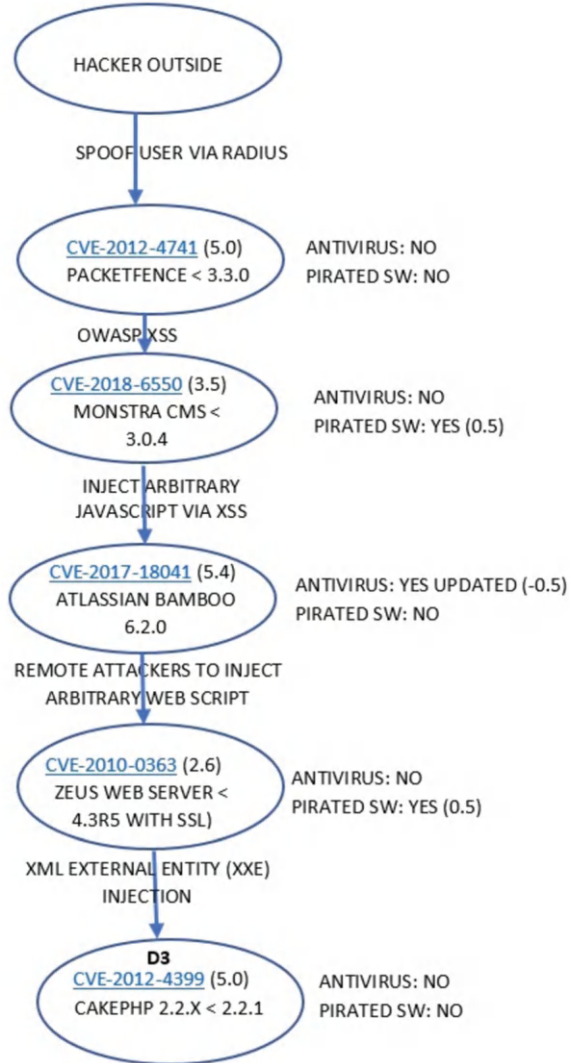 HACKER OUTSIDE
SPOOF USER VIA RADIUS
CVE-2012-4741 (5.0)
PACKETFENCE < 3.3.0
ANTIVIRUS: NO
PIRATED SW: NO
OWASP XSS
CVE-2018-6550 (3.5)
MONSTRA CMS <
3.0.4
ANTIVIRUS: NO
PIRATED SW: YES (0.5)
INJECT ARBITRARY
JAVASCRIPT VIA XSS
CVE-2017-18041 (5.4)
ATLASSIAN BAMBOO
6.2.0
ANTIVIRUS: YES UPDATED (-0.5)
PIRATED SW: NO
REMOTE ATTACKERS TO INJECT
ARBITRARY WEB SCRIPT
CVE-2010-0363 (2.6)
ZEUS WEB SERVER <
4.3R5 WITH SSL)
ANTIVIRUS: NO
PIRATED SW: YES (0.5)
XML EXTERNAL ENTITY (XXE)
INJECTION
D3
CVE-2012-4399 (5.0)
CAKEPHP 2.2.X < 2.2.1
ANTIVIRUS: NO
PIRATED SW: NO